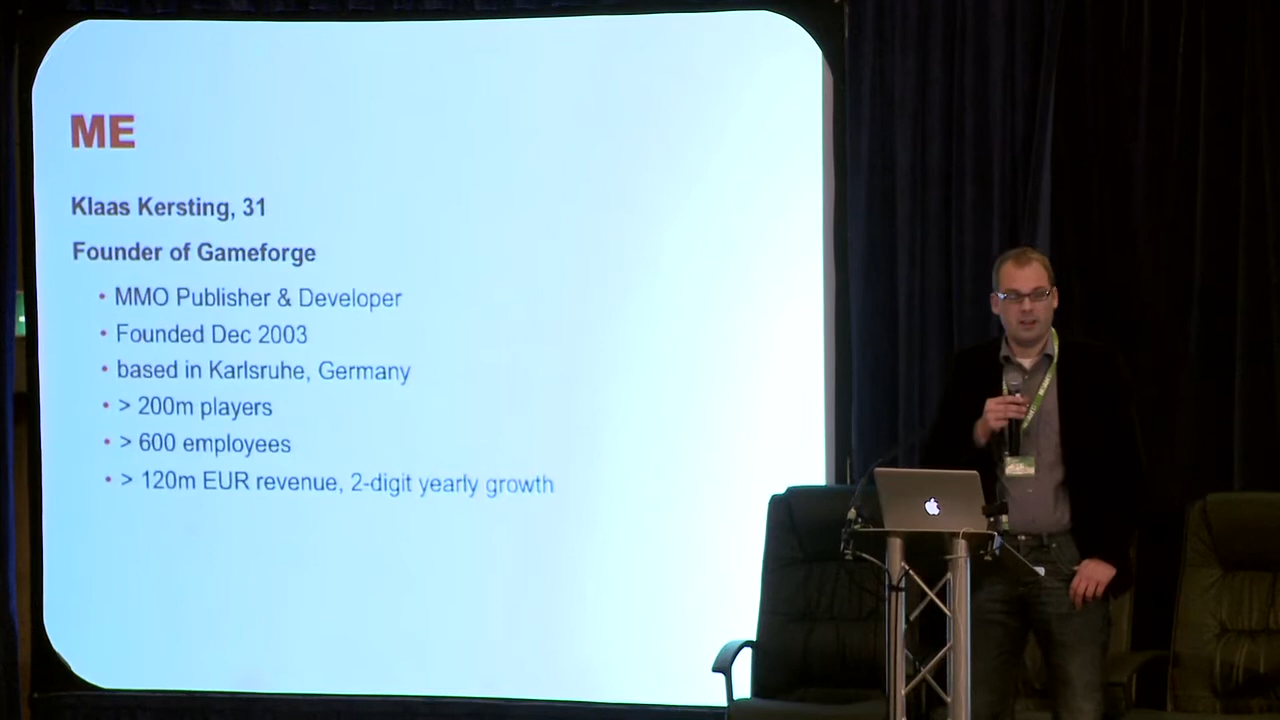 ME
Klaas Kersting, 31
Founder of Gameforge
• MMO Publisher & Developer
• Founded Dec 2003
• based in Karlsruhe, Germany
• > 200m players
• > 600 employees
• > 120m EUR revenue, 2-digit yearly growth